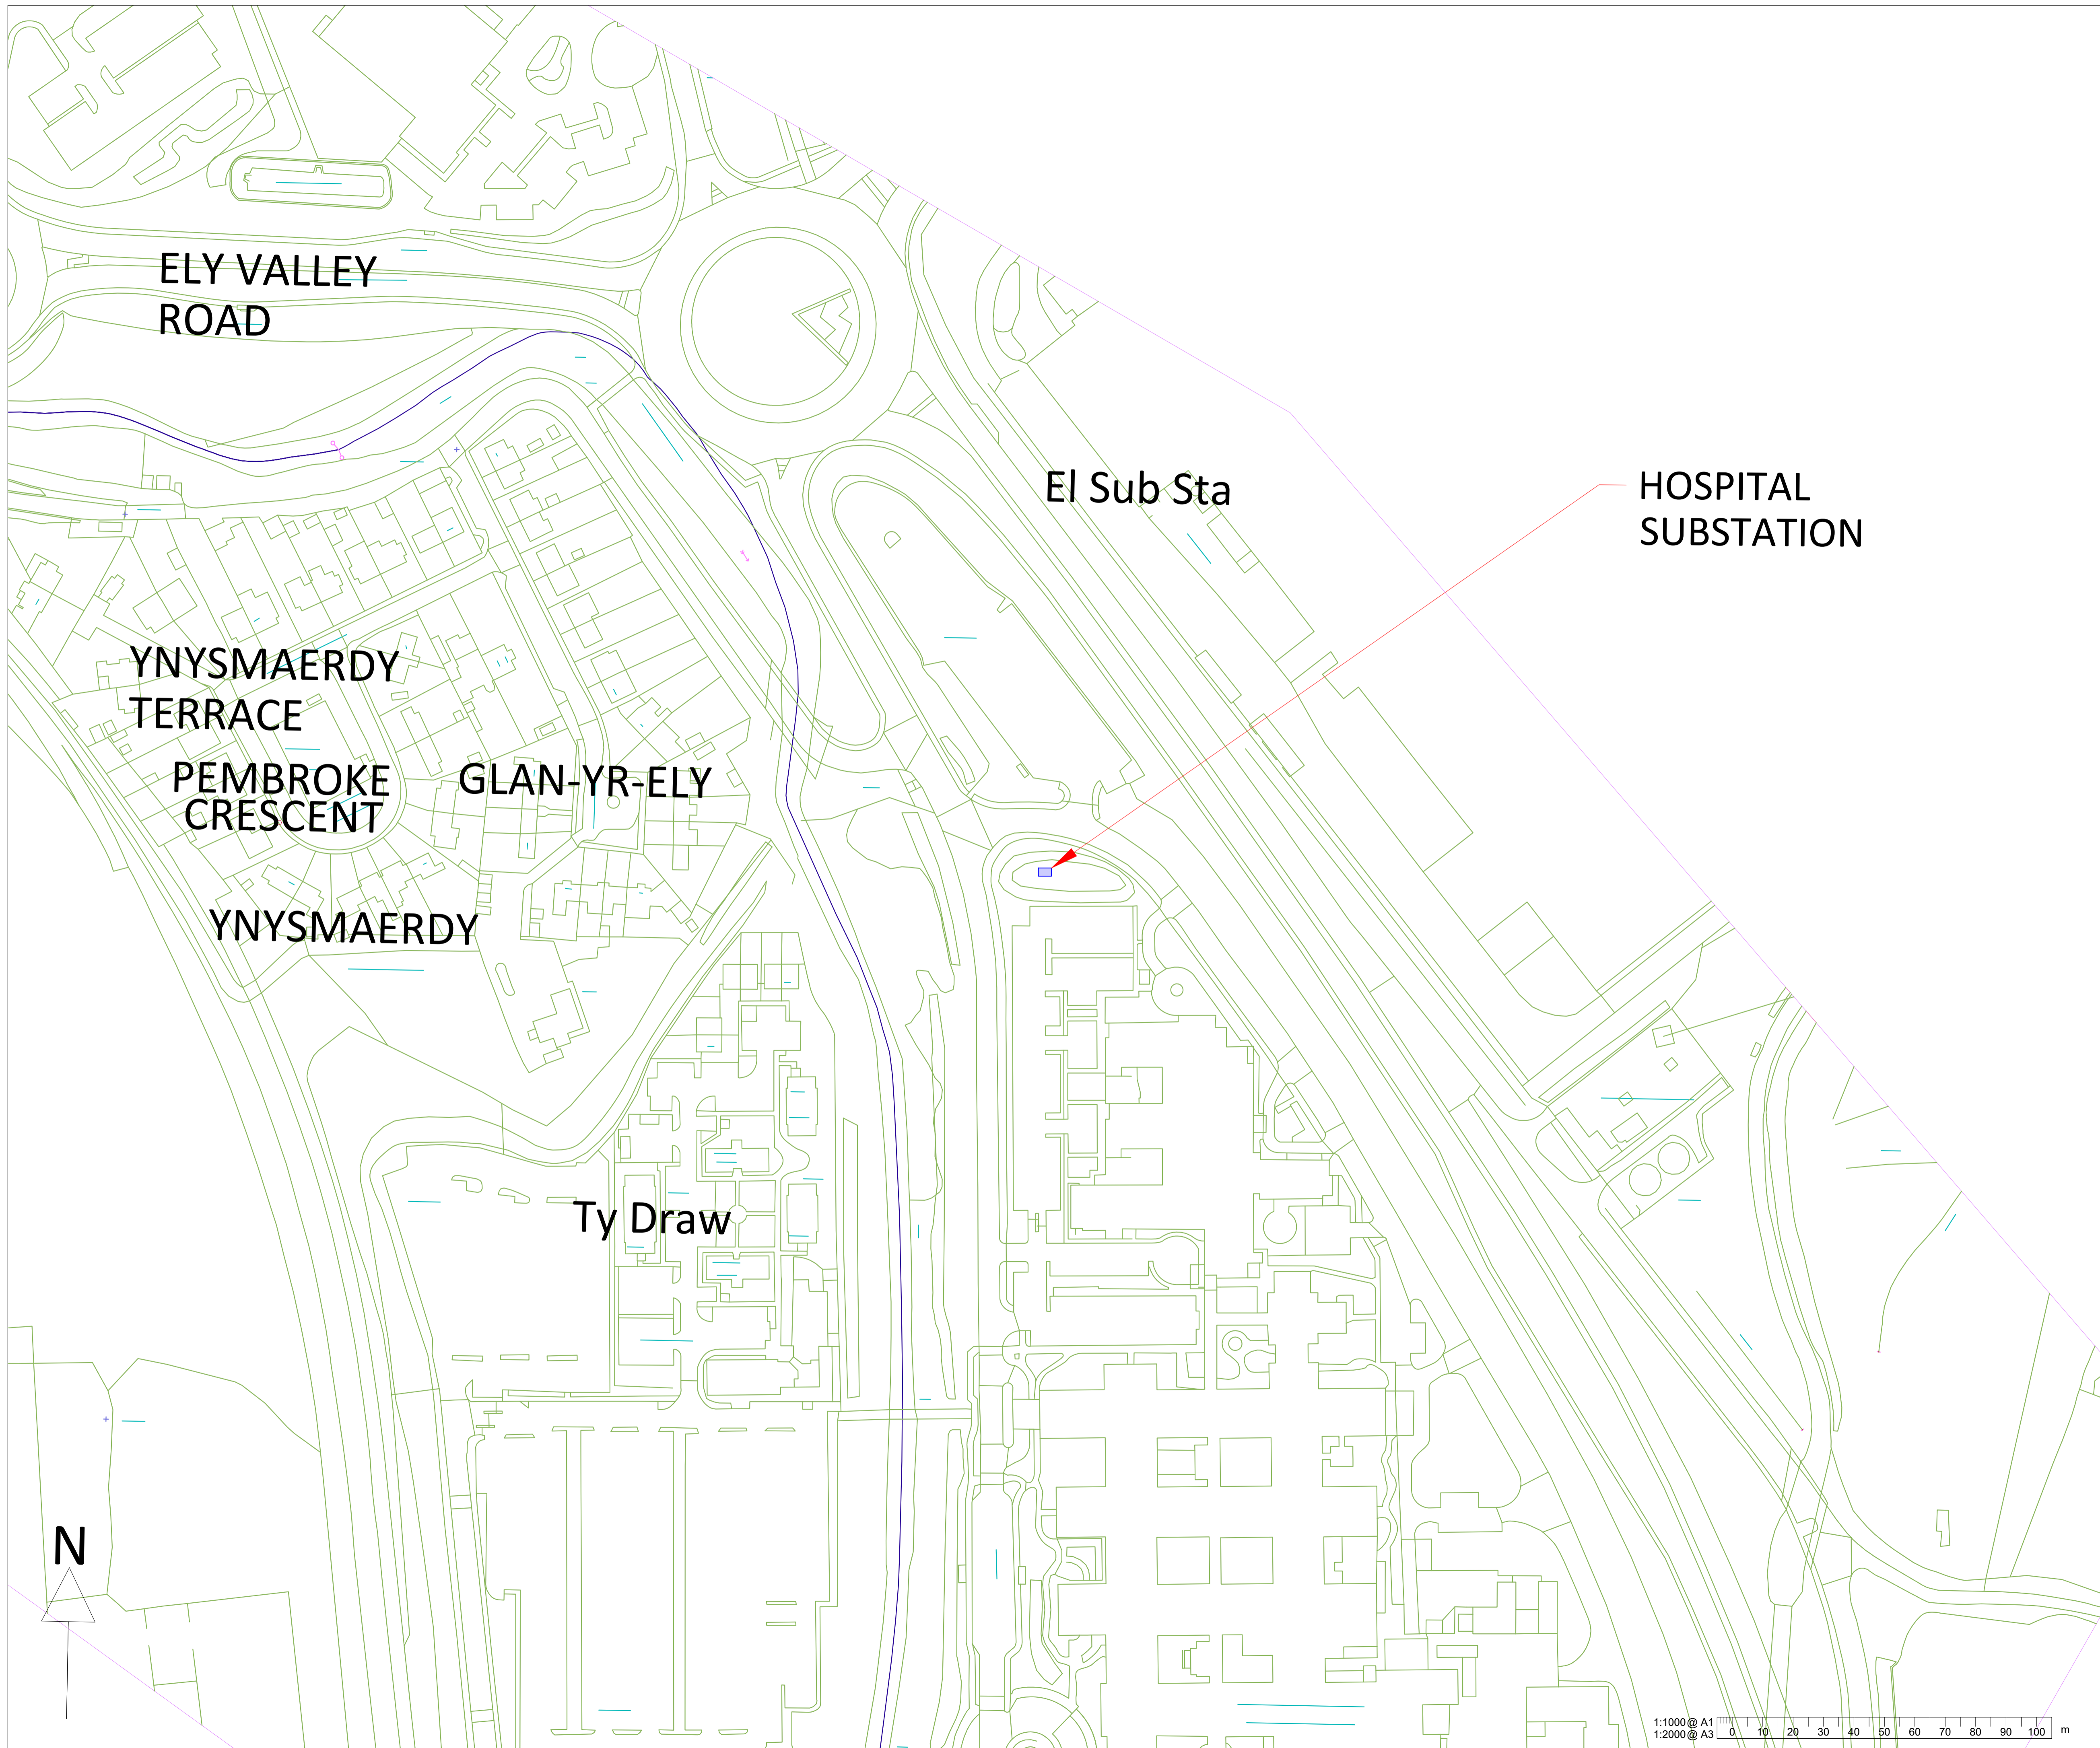 ELY VALLEY
ROAD
El Sub Sta
HOSPITAL
SUBSTATION
YNYSMAERDY
TERRACE
PEMBROKE
CRESCENT
GLAN-YR-ELY
YNYSMAERDY
Ty Draw
N
1:1000 @ A1
1:2000 @ A3
0 10 20 30 40 50 60 70 80 90 100 m